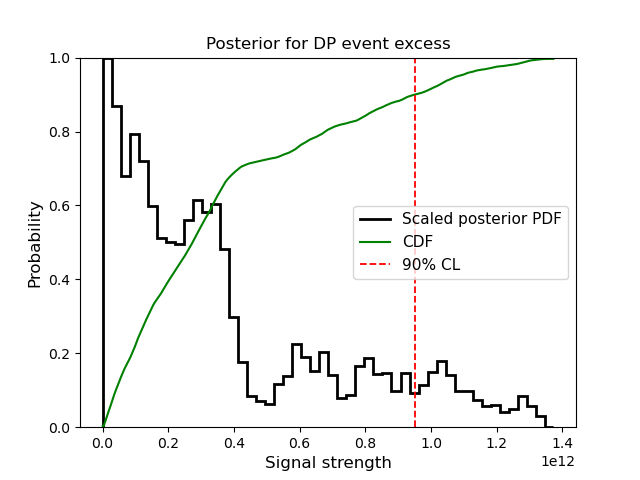 Posterior for DP event excess
Probability
1.0
0.8
0.6
0.4
0.2
0.0
Scaled posterior PDF
CDF
90% CL
0.0 0.2 0.4 0.6 0.8 1.0 1.2 1.4
1e12
Signal strength